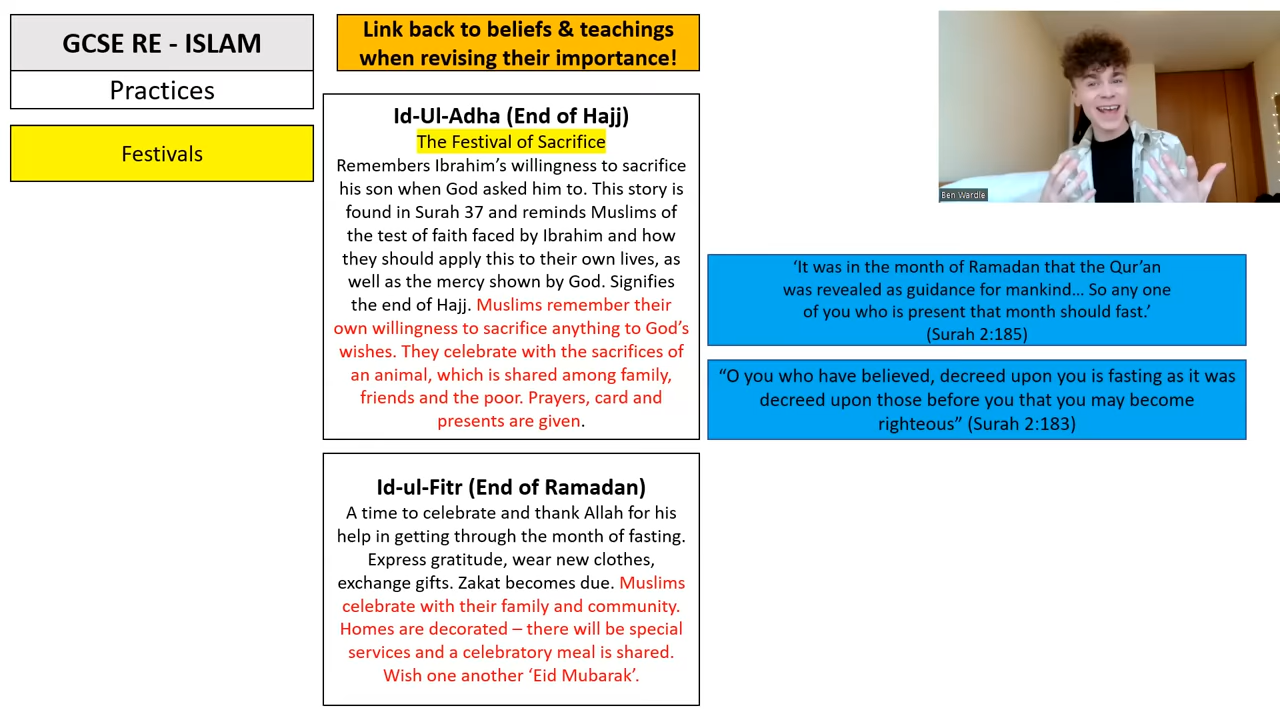 GCSE RE - ISLAM
Practices
Festivals
Link back to beliefs & teachings
when revising their importance!
Id-Ul-Adha (End of Hajj)
The Festival of Sacrifice
Remembers Ibrahim's willingness to sacrifice
his son when God asked him to. This story is
found in Surah 37 and reminds Muslims of
the test of faith faced by Ibrahim and how
they should apply this to their own lives, as
well as the mercy shown by God. Signifies
the end of Hajj. Muslims remember their
own willingness to sacrifice anything to God's
wishes. They celebrate with the sacrifices of
an animal, which is shared among family,
friends and the poor. Prayers, card and
presents are given.
Id-ul-Fitr (End of Ramadan)
A time to celebrate and thank Allah for his
help in getting through the month of fasting.
Express gratitude, wear new clothes,
exchange gifts. Zakat becomes due. Muslims
celebrate with their family and community.
Homes are decorated – there will be special
services and a celebratory meal is shared.
Wish one another 'Eid Mubarak'.
Ben Wardle
'It was in the month of Ramadan that the Qur'an
was revealed as guidance for mankind... So any one
of you who is present that month should fast.'
(Surah 2:185)
"O you who have believed, decreed upon you is fasting as it was
decreed upon those before you that you may become
righteous" (Surah 2:183)